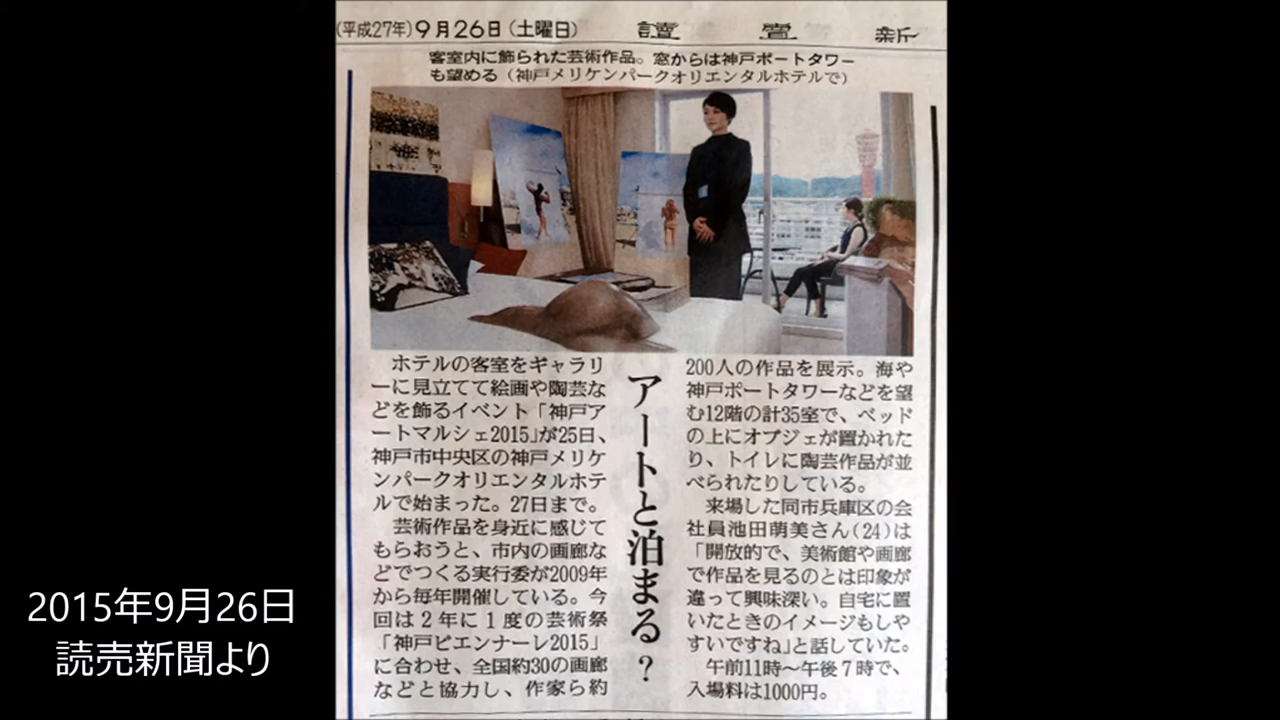 (平成27年)9月26日(土曜日)
讀賣新
客室内に飾られた芸術作品。窓からは神戸ポートタワー
も望める(神戸メリケンパークオリエンタルホテルで)
アートと泊まる?
ホテルの客室をギャラリ
ーに見立てて絵画や陶芸な
どを飾るイベント「神戸ア
ートマルシェ2015」が25日、
神戸市中央区の神戸メリケ
ンパークオリエンタルホテ
ルで始まった。27日まで。
芸術作品を身近に感じて
もらおうと、市内の画廊な
どでつくる実行委が2009年
から毎年開催している。今
回は2年に1度の芸術祭
「神戸ビエンナーレ2015」
に合わせ、全国約30の画廊
などと協力し、作家ら約
200人の作品を展示。海や
神戸ポートタワーなどを望
む12階の計35室で、ベッド
の上にオブジェが置かれた
り、トイレに陶芸作品が並
べられたりしている。
来場した同市兵庫区の会
社員池田萌美さん(24)は
「開放的で、美術館や画廊
で作品を見るのとは印象が
違って興味深い。自宅に置
いたときのイメージもしや
すいですね」と話していた。
午前11時〜午後7時で、
入場料は1000円。
2015年9月26日
読売新聞より